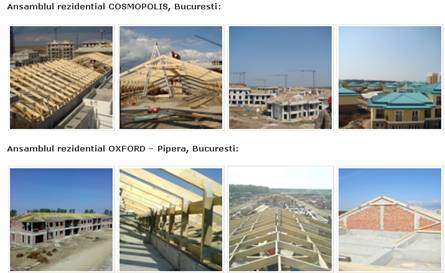 Ansamblul rezidential COSMOPOLIS, Bucuresti:
Ansamblul rezidential OXFORD – Pipera, Bucuresti: